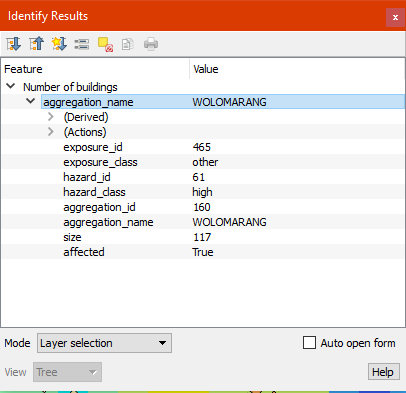 Identify Results
Feature Value
Number of buildings
aggregation_name WOLOMARANG
(Derived)
(Actions)
exposure_id 465
exposure_class other
hazard_id 61
hazard_class high
aggregation_id 160
aggregation_name WOLOMARANG
size 117
affected True
Mode Layer selection Auto open form
View Tree Help